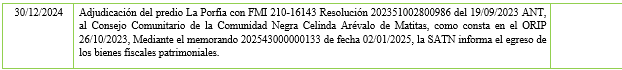 30/12/2024
Adjudicación del predio La Porfía con FMI 210-16143 Resolución 202351002800986 del 19/09/2023 ANT,
al Consejo Comunitario de la Comunidad Negra Celinda Arévalo de Matitas, como consta en el ORIP
26/10/2023, Mediante el memorando 202543000000133 de fecha 02/01/2025, la SATN informa el egreso de
los bienes fiscales patrimoniales.